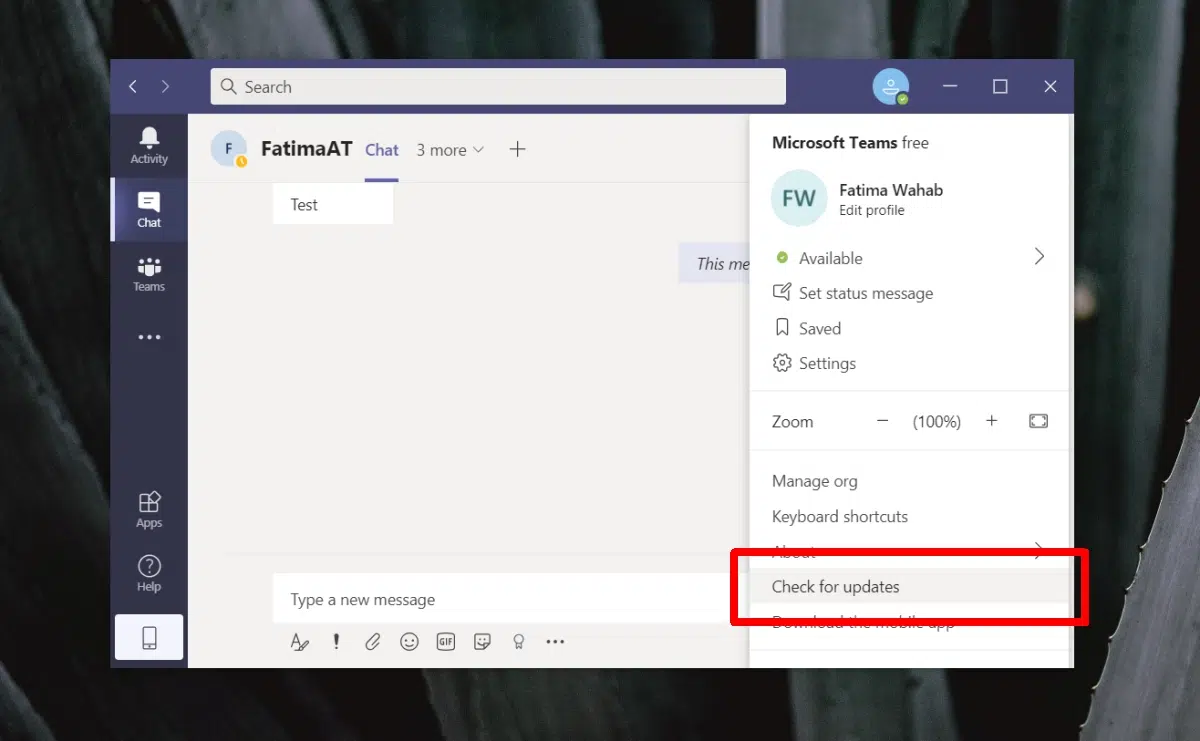 Search
Activity
Chat
Teams
Apps
Help
F
FatimaAT
Chat
3 more
Test
This me
Type a new message
GIF
Microsoft Teams free
FW
Fatima Wahab
Edit profile
Available
Set status message
Saved
Settings
Zoom
(100%)
Manage org
Keyboard shortcuts
About
Check for updates
Download the mobile app